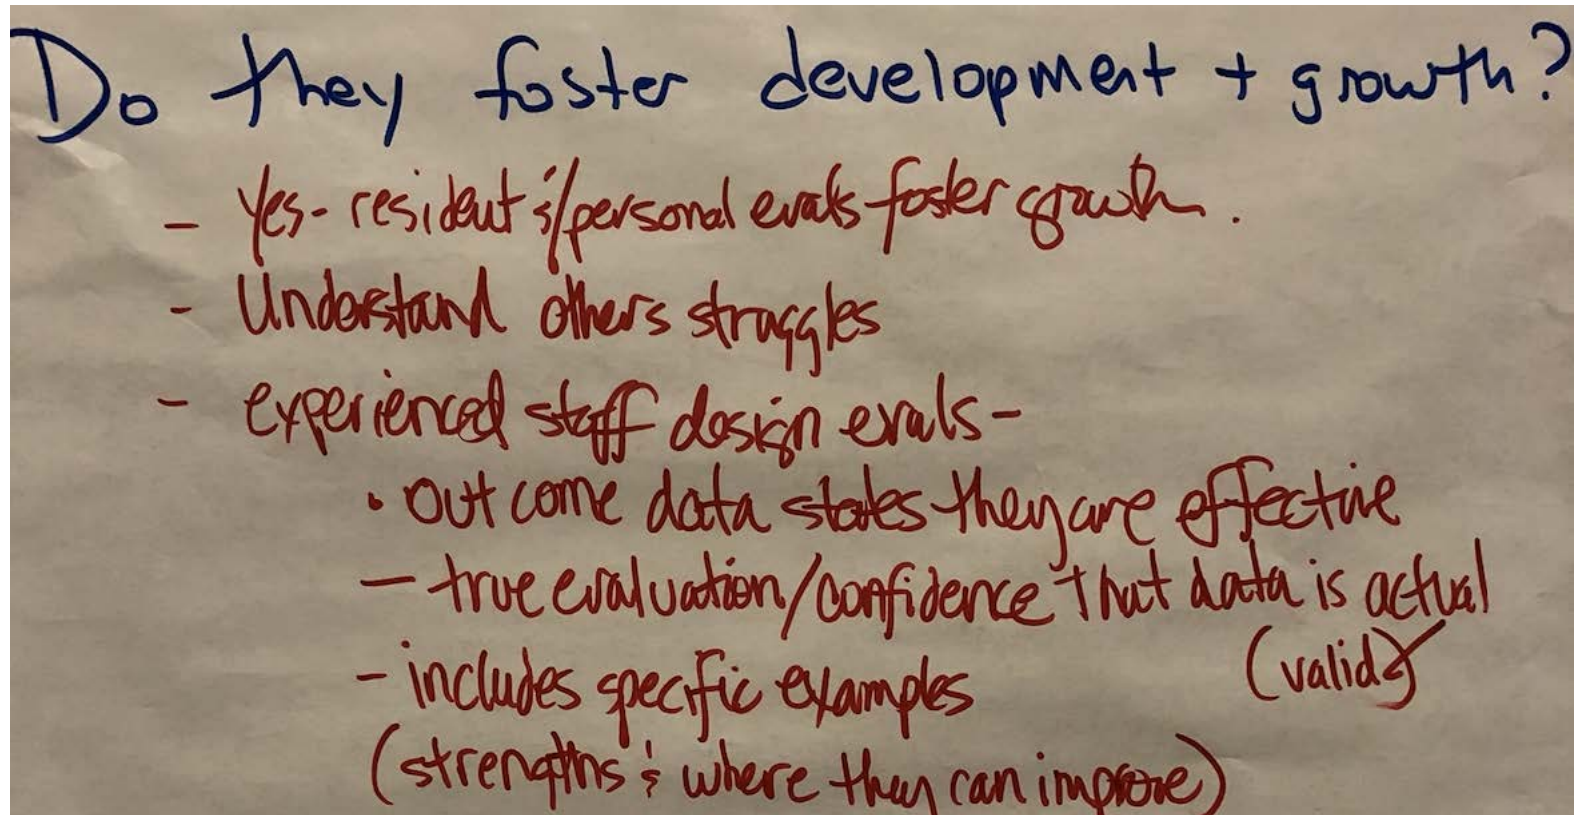 Do they foster development + growth?
- Yes - resident &/personal evals foster growth.
- Understand others struggles
- experienced staff design evals -
• outcome data states they are effective
- true evaluation/confidence that data is actual
(valid)
- includes specific examples
(strengths & where they can improve)